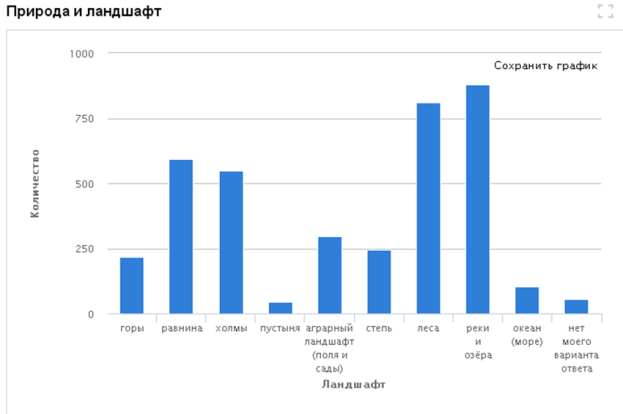 Природа и ландшафт
Сохранить график
1000
750
500
250
0
Количество
горы
равнина
холмы
пустыня
аграрный
ландшафт
(поля и
сады)
степь
леса
реки
и
озёра
океан
(море)
нет
моего
варианта
ответа
Ландшафт